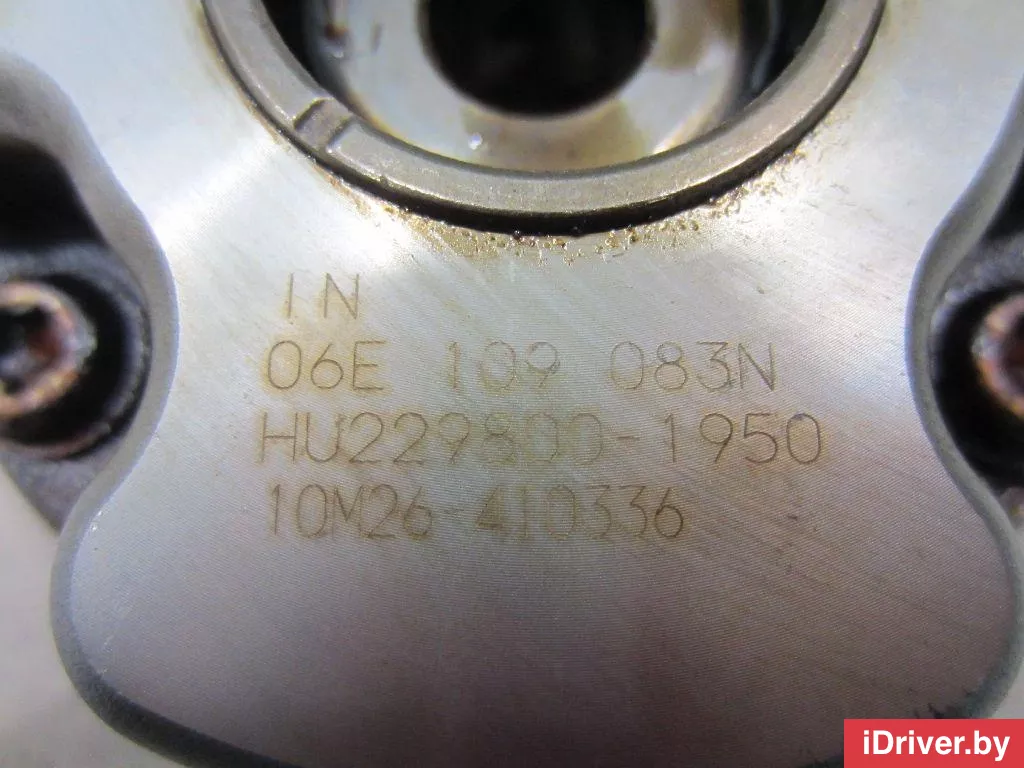 IN
06E 109 083N
HU229800-1950
10M26-410336
iDriver.by